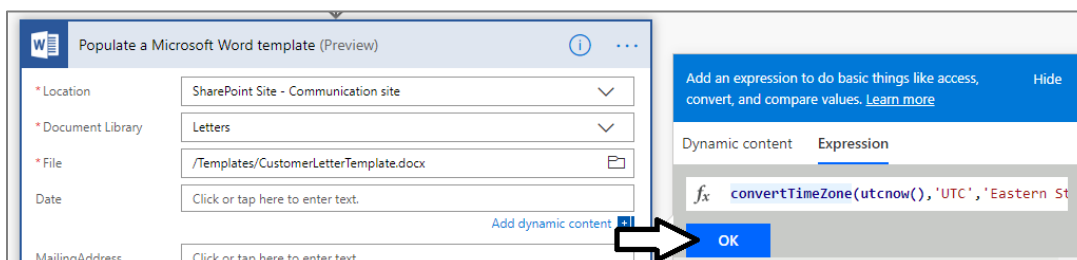 Populate a Microsoft Word template (Preview)
* Location
SharePoint Site - Communication site
* Document Library
Letters
* File
/Templates/CustomerLetterTemplate.docx
Date
Click or tap here to enter text.
Add dynamic content
MailingAddress
Click or tap here to enter text.
Add an expression to do basic things like access,
convert, and compare values. Learn more
Hide
Dynamic content Expression
fx convertTimeZone(utcnow(),'UTC','Eastern St
OK